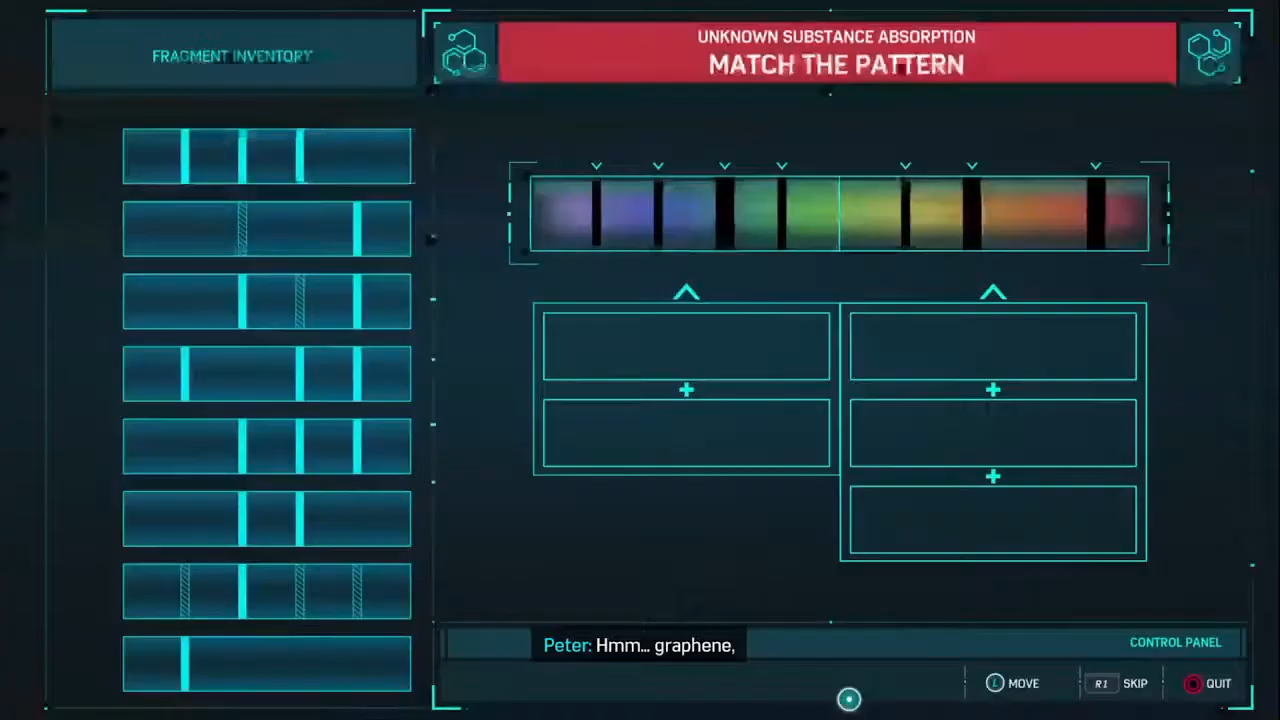 FRAGMENT INVENTORY
UNKNOWN SUBSTANCE ABSORPTION
MATCH THE PATTERN
Peter: Hmm... graphene,
CONTROL PANEL
L MOVE
R1 SKIP
QUIT